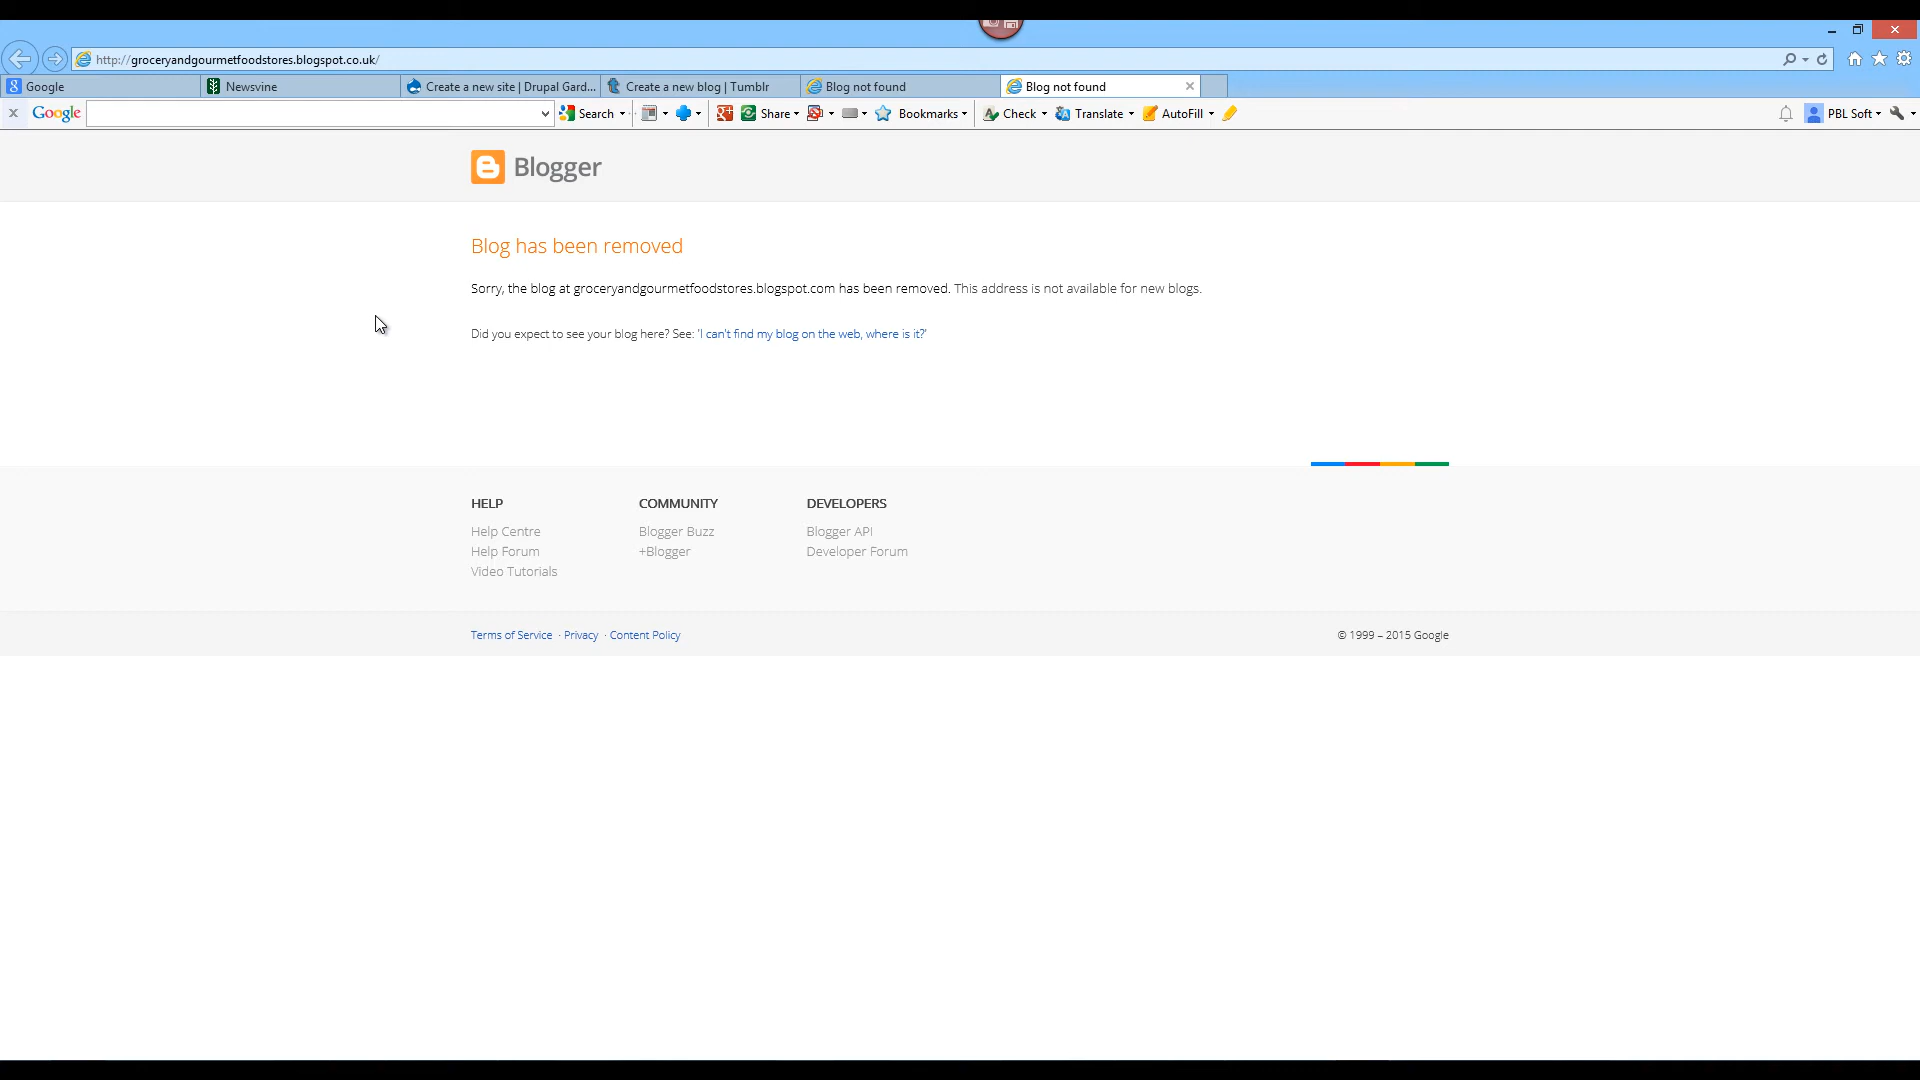 http://groceryandgourmetfoodstores.blogspot.co.uk/
Google
Newsvine
Create a new site | Drupal Gard...
Create a new blog | Tumblr
Blog not found
Blog not found
Google Search Share Bookmarks Check Translate AutoFill PBL Soft
Blogger
Blog has been removed
Sorry, the blog at groceryandgourmetfoodstores.blogspot.com has been removed. This address is not available for new blogs.
Did you expect to see your blog here? See: 'I can't find my blog on the web, where is it?'
HELP
Help Centre
Help Forum
Video Tutorials
COMMUNITY
Blogger Buzz
+Blogger
DEVELOPERS
Blogger API
Developer Forum
Terms of Service · Privacy · Content Policy
© 1999 – 2015 Google